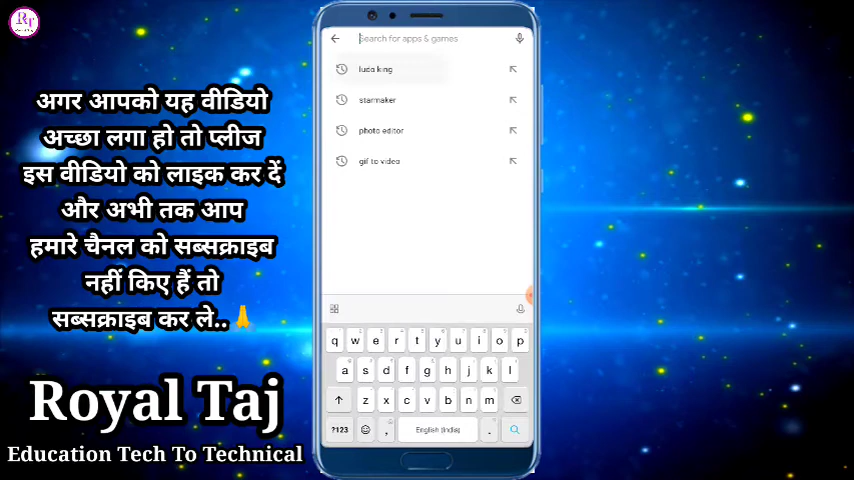 RT
अगर आपको यह वीडियो
अच्छा लगा हो तो प्लीज
इस वीडियो को लाइक कर दें
और अभी तक आप
हमारे चैनल को सब्सक्राइब
नहीं किए हैं तो
सब्सक्राइब कर ले..🙏
Royal Taj
Education Tech To Technical
Search for apps & games
ludo king
starmaker
photo editor
gif to video
q w e r t y u i o p
a s d f g h j k l
z x c v b n m
?123 , English (India) .